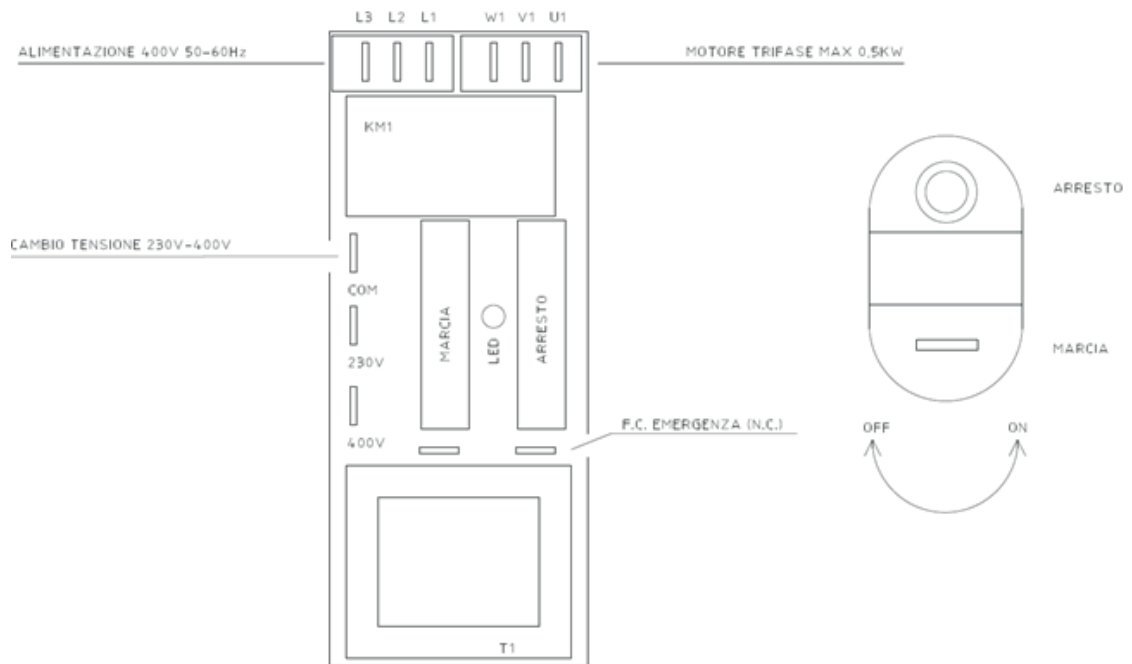 L3 L2 L1 W1 V1 U1
ALIMENTAZIONE 400V 50-60Hz
MOTORE TRIFASE MAX 0,5KW
KM1
ARRESTO
CAMBIO TENSIONE 230V-400V
COM
MARCIA
LED
ARRESTO
230V
MARCIA
400V
F.C. EMERGENZA (N.C.)
OFF ON
T1